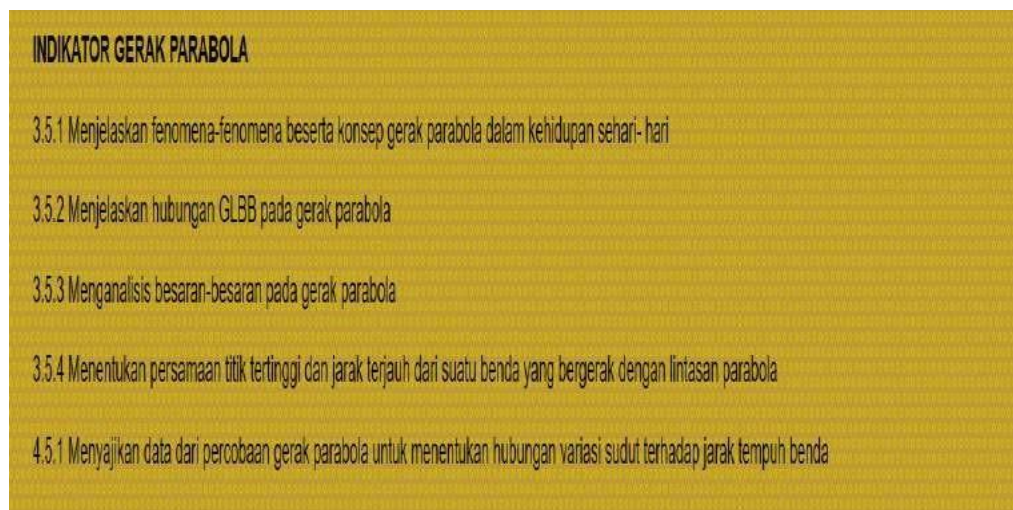 INDIKATOR GERAK PARABOLA
3.5.1 Menjelaskan fenomena-fenomena beserta konsep gerak parabola dalam kehidupan sehari- hari
3.5.2 Menjelaskan hubungan GLBB pada gerak parabola
3.5.3 Menganalisis besaran-besaran pada gerak parabola
3.5.4 Menentukan persamaan titik tertinggi dan jarak terjauh dari suatu benda yang bergerak dengan lintasan parabola
4.5.1 Menyajikan data dari percobaan gerak parabola untuk menentukan hubungan variasi sudut terhadap jarak tempuh benda